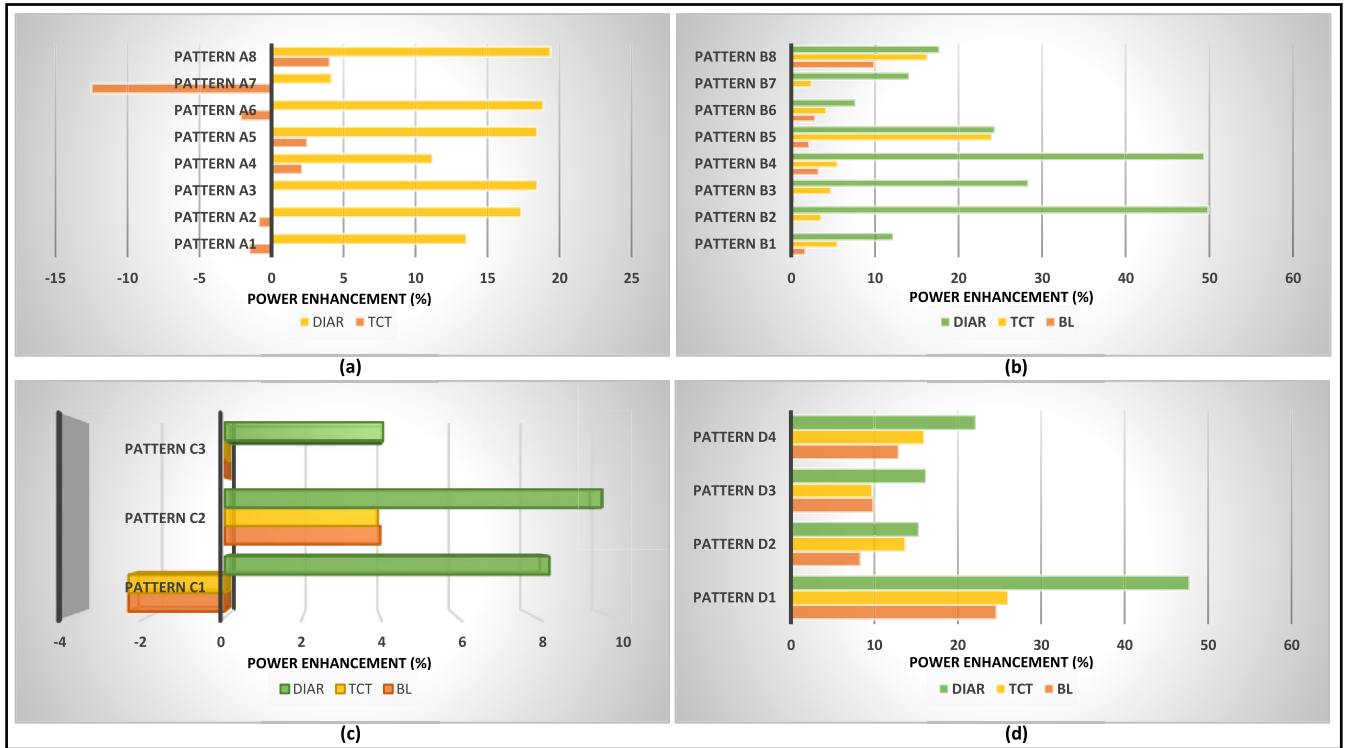 PATTERN A8
PATTERN A7
PATTERN A6
PATTERN A5
PATTERN A4
PATTERN A3
PATTERN A2
PATTERN A1
-15 -10 -5 0 5 10 15 20 25
POWER ENHANCEMENT (%)
DIAR TCT
(a)
PATTERN B8
PATTERN B7
PATTERN B6
PATTERN B5
PATTERN B4
PATTERN B3
PATTERN B2
PATTERN B1
0 10 20 30 40 50 60
POWER ENHANCEMENT (%)
DIAR TCT BL
(b)
PATTERN C3
PATTERN C2
PATTERN C1
-4 -2 0 2 4 6 8 10
POWER ENHANCEMENT (%)
DIAR TCT BL
(c)
PATTERN D4
PATTERN D3
PATTERN D2
PATTERN D1
0 10 20 30 40 50 60
POWER ENHANCEMENT (%)
DIAR TCT BL
(d)